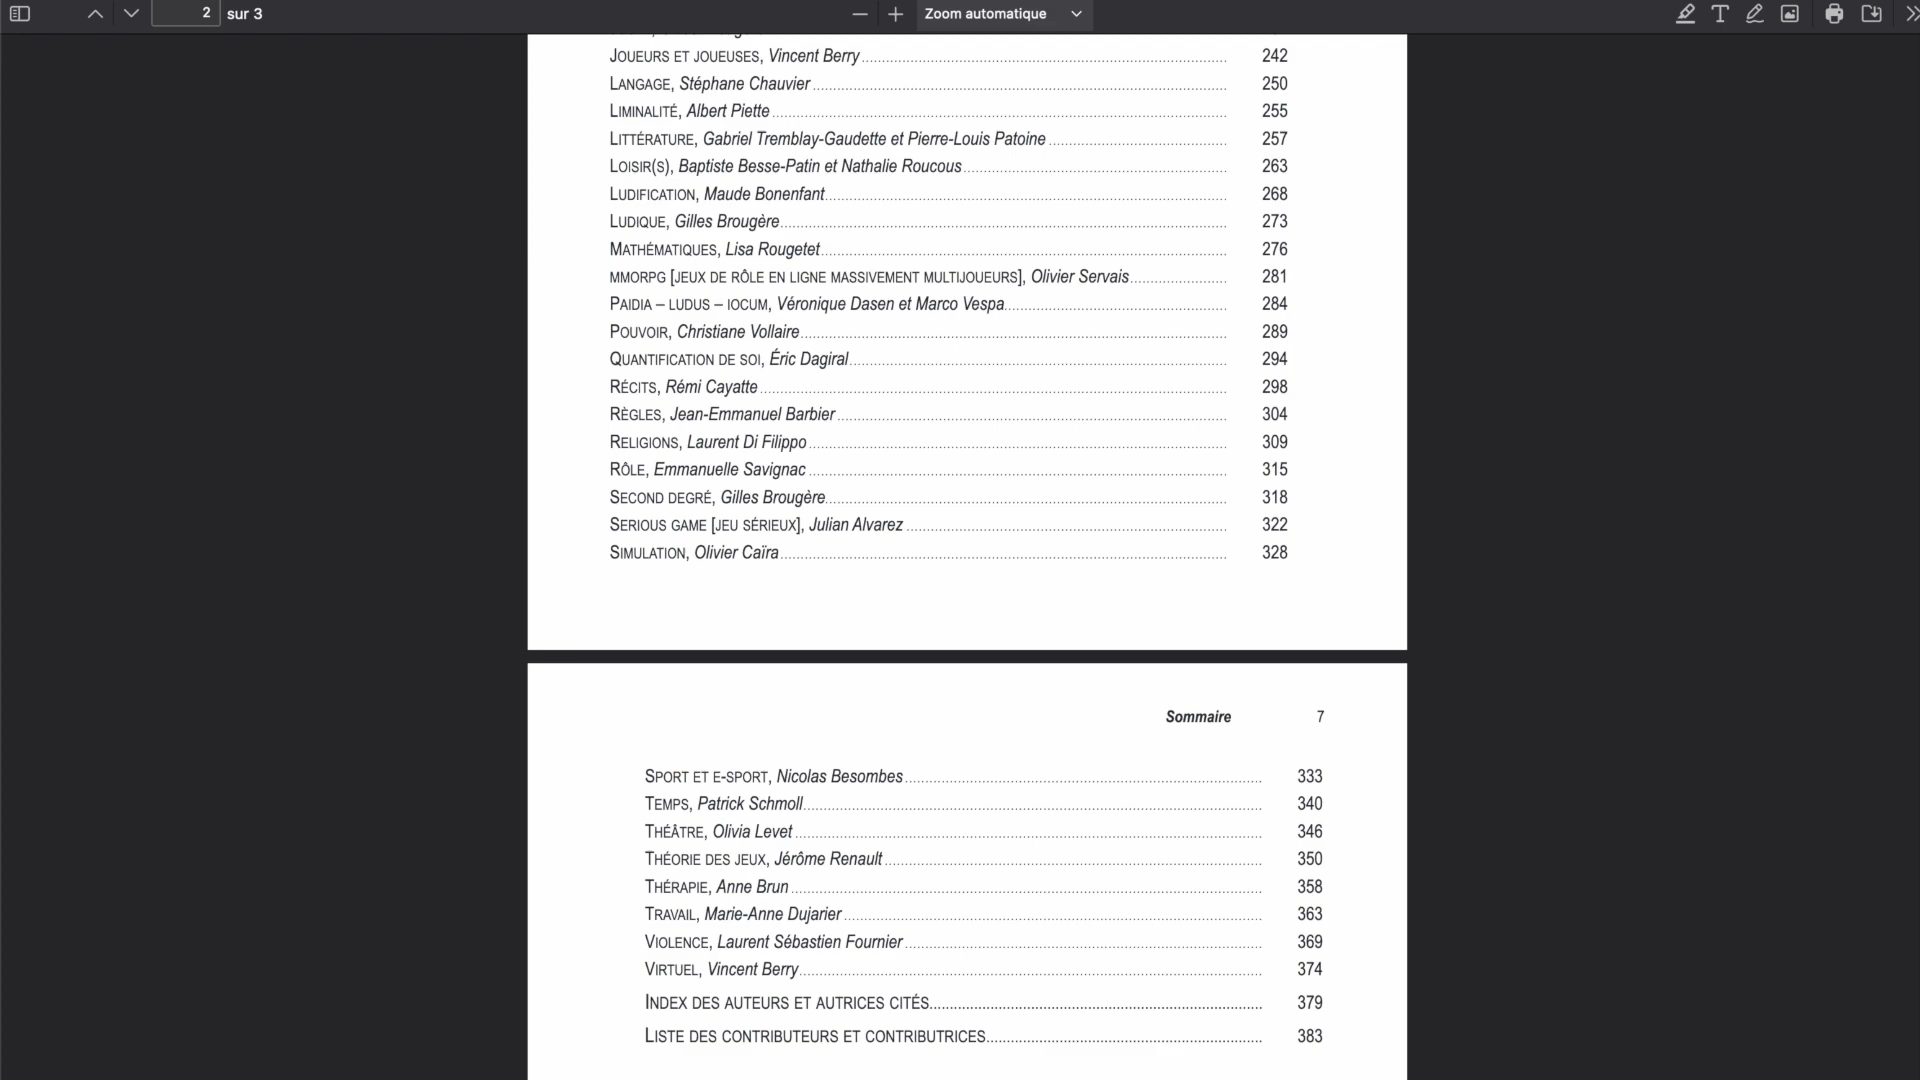 2 sur 3 Zoom automatique
JOUEURS ET JOUEUSES, Vincent Berry 242
LANGAGE, Stéphane Chauvier 250
LIMINALITÉ, Albert Piette 255
LITTÉRATURE, Gabriel Tremblay-Gaudette et Pierre-Louis Patoine 257
LOISIR(S), Baptiste Besse-Patin et Nathalie Roucous 263
LUDIFICATION, Maude Bonenfant 268
LUDIQUE, Gilles Brougère 273
MATHÉMATIQUES, Lisa Rougetet 276
MMORPG [JEUX DE RÔLE EN LIGNE MASSIVEMENT MULTIJOUEURS], Olivier Servais 281
PAIDIA – LUDUS – IOCUM, Véronique Dasen et Marco Vespa 284
POUVOIR, Christiane Vollaire 289
QUANTIFICATION DE SOI, Éric Dagiral 294
RÉCITS, Rémi Cayatte 298
RÈGLES, Jean-Emmanuel Barbier 304
RELIGIONS, Laurent Di Filippo 309
RÔLE, Emmanuelle Savignac 315
SECOND DEGRÉ, Gilles Brougère 318
SERIOUS GAME [JEU SÉRIEUX], Julian Alvarez 322
SIMULATION, Olivier Caïra 328
Sommaire 7
SPORT ET E-SPORT, Nicolas Besombes 333
TEMPS, Patrick Schmoll 340
THÉÂTRE, Olivia Levet 346
THÉORIE DES JEUX, Jérôme Renault 350
THÉRAPIE, Anne Brun 358
TRAVAIL, Marie-Anne Dujarier 363
VIOLENCE, Laurent Sébastien Fournier 369
VIRTUEL, Vincent Berry 374
INDEX DES AUTEURS ET AUTRICES CITÉS 379
LISTE DES CONTRIBUTEURS ET CONTRIBUTRICES 383